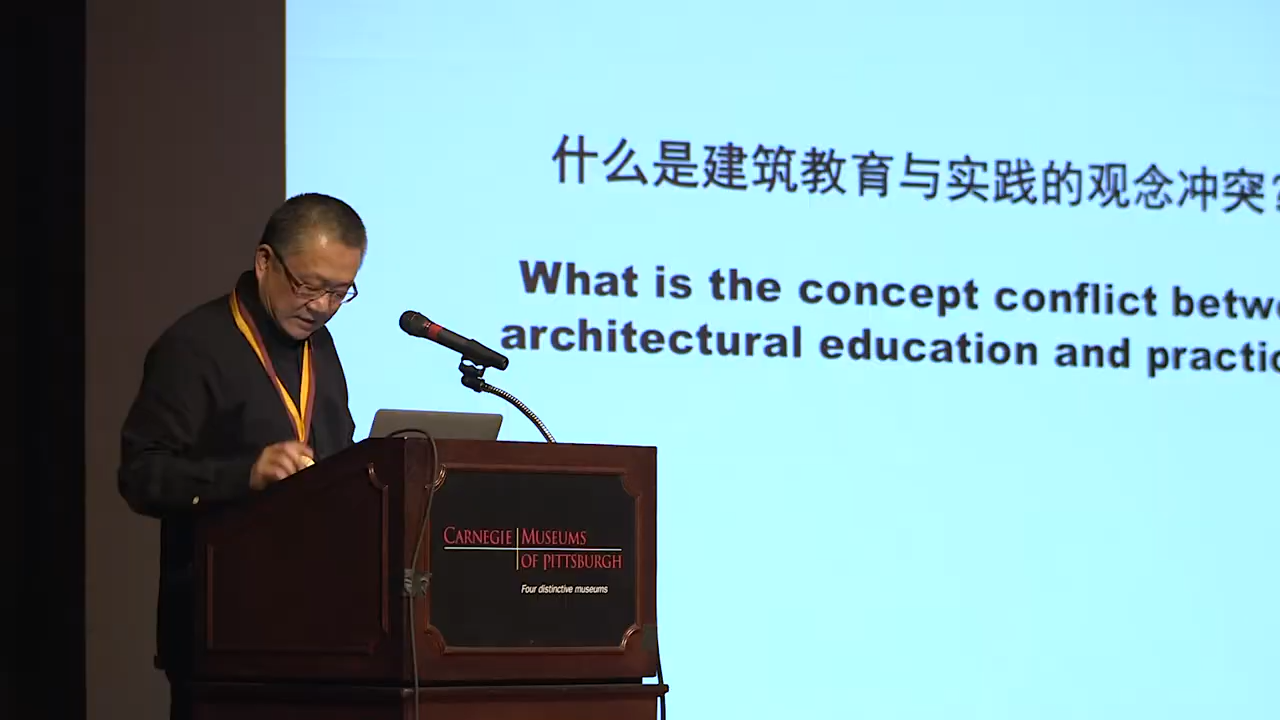 什么是建筑教育与实践的观念冲突?
What is the concept conflict betwe
architectural education and practic
CARNEGIE MUSEUMS
OF PITTSBURGH
Four distinctive museums